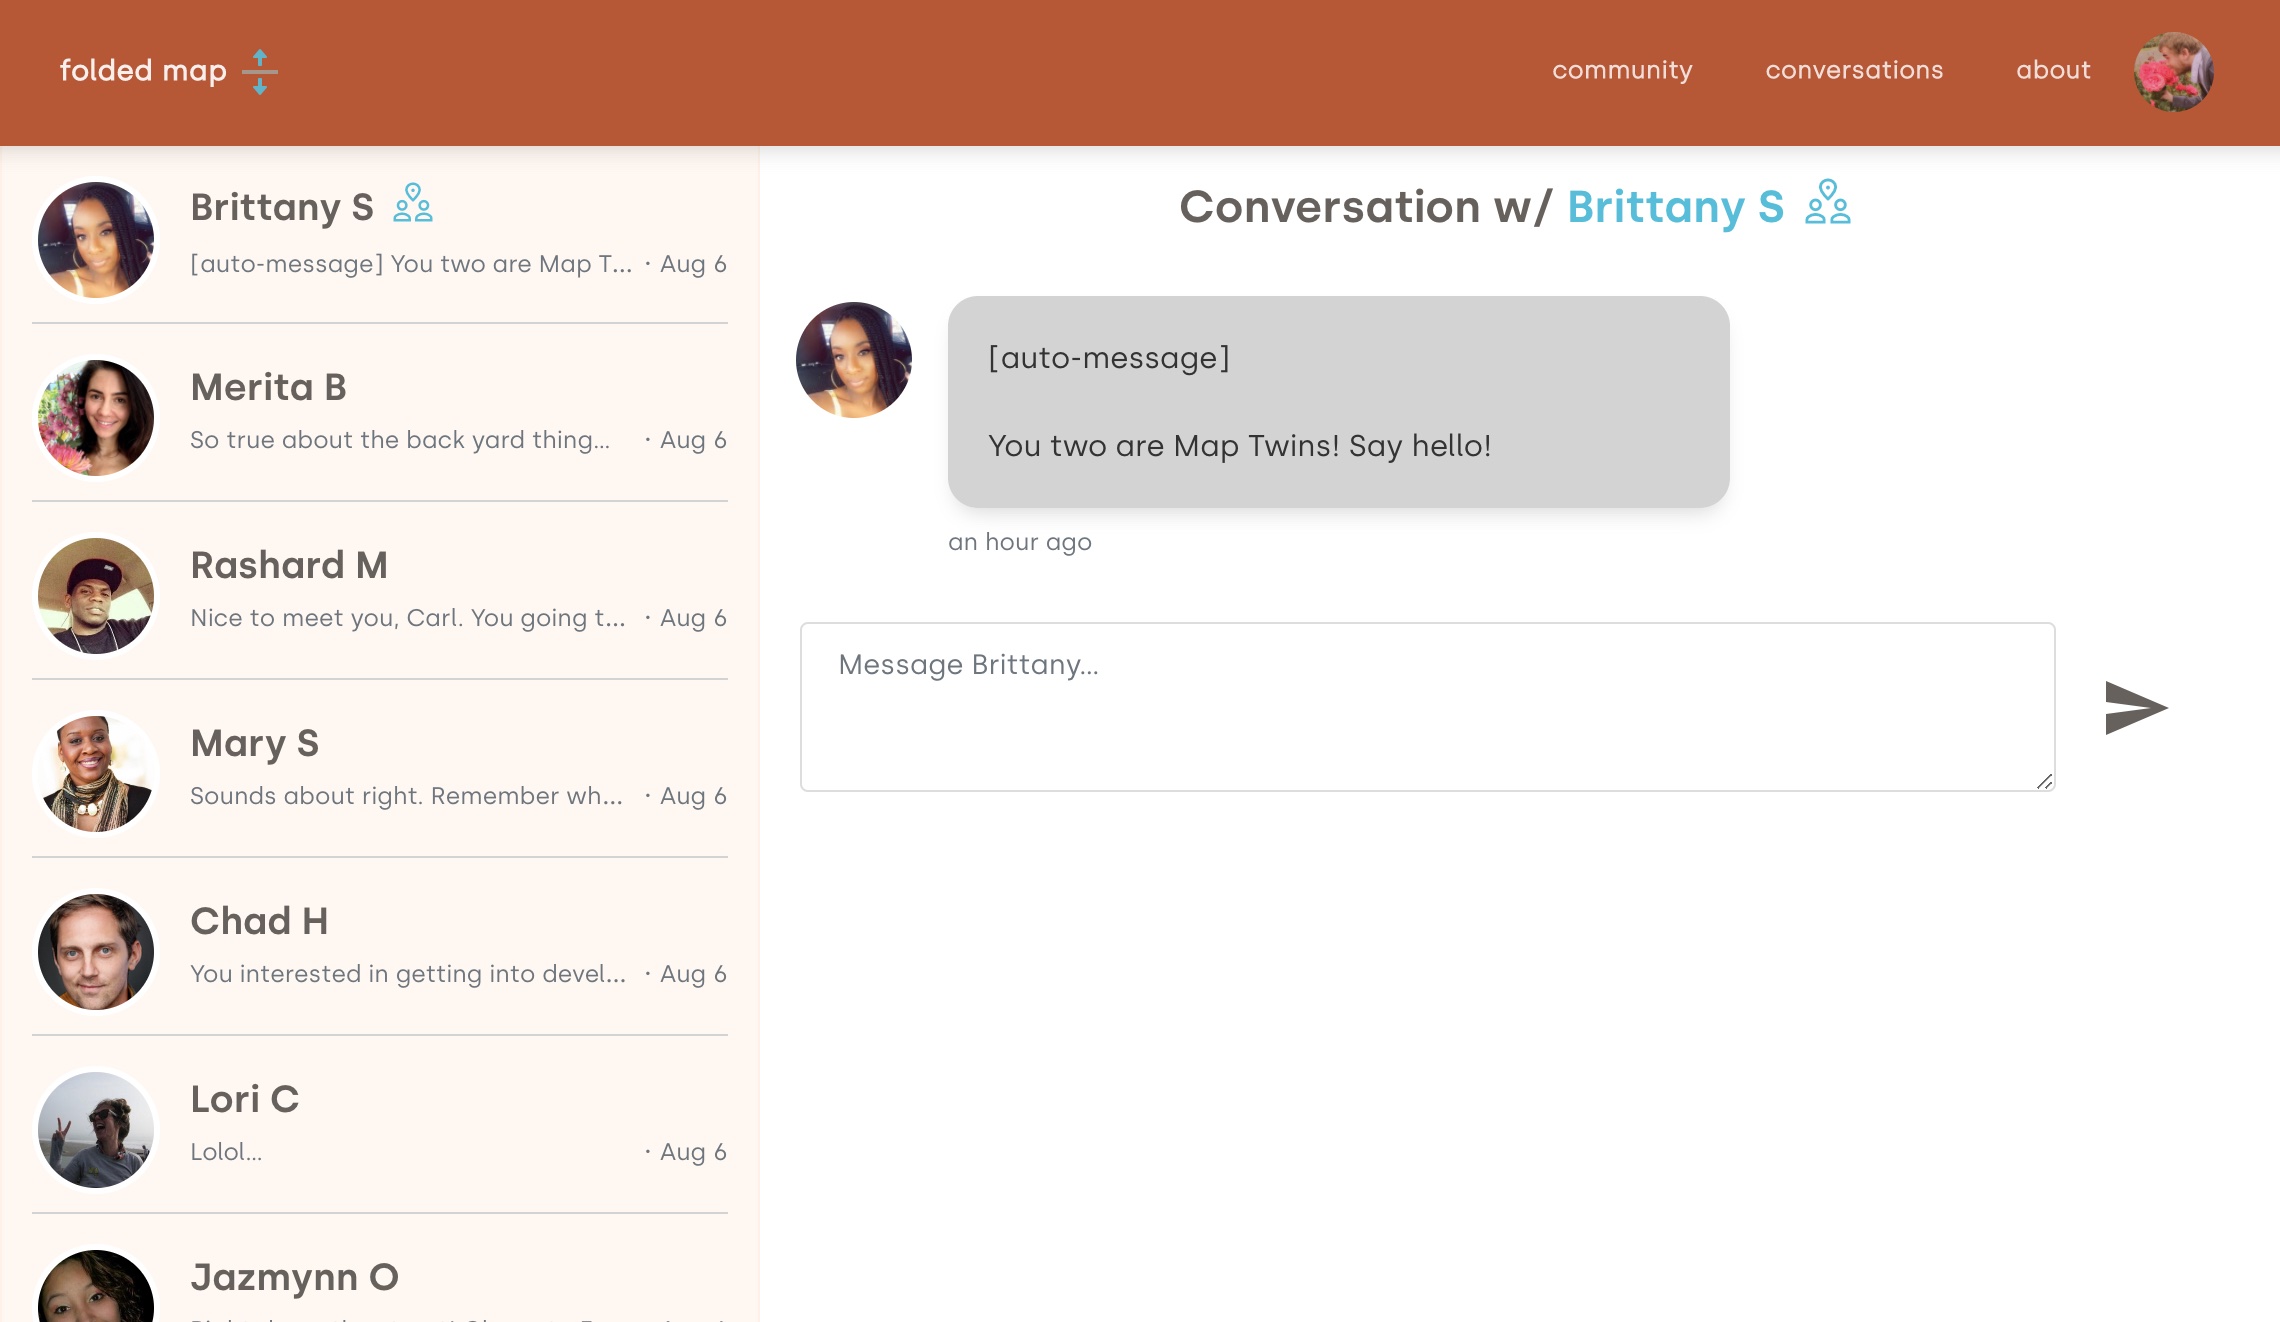 folded map
community
conversations
about
Brittany S
[auto-message] You two are Map T... · Aug 6
Merita B
So true about the back yard thing... · Aug 6
Rashard M
Nice to meet you, Carl. You going t... · Aug 6
Mary S
Sounds about right. Remember wh... · Aug 6
Chad H
You interested in getting into devel... · Aug 6
Lori C
Lolol... · Aug 6
Jazmynn O
Conversation w/ Brittany S
[auto-message]
You two are Map Twins! Say hello!
an hour ago
Message Brittany...